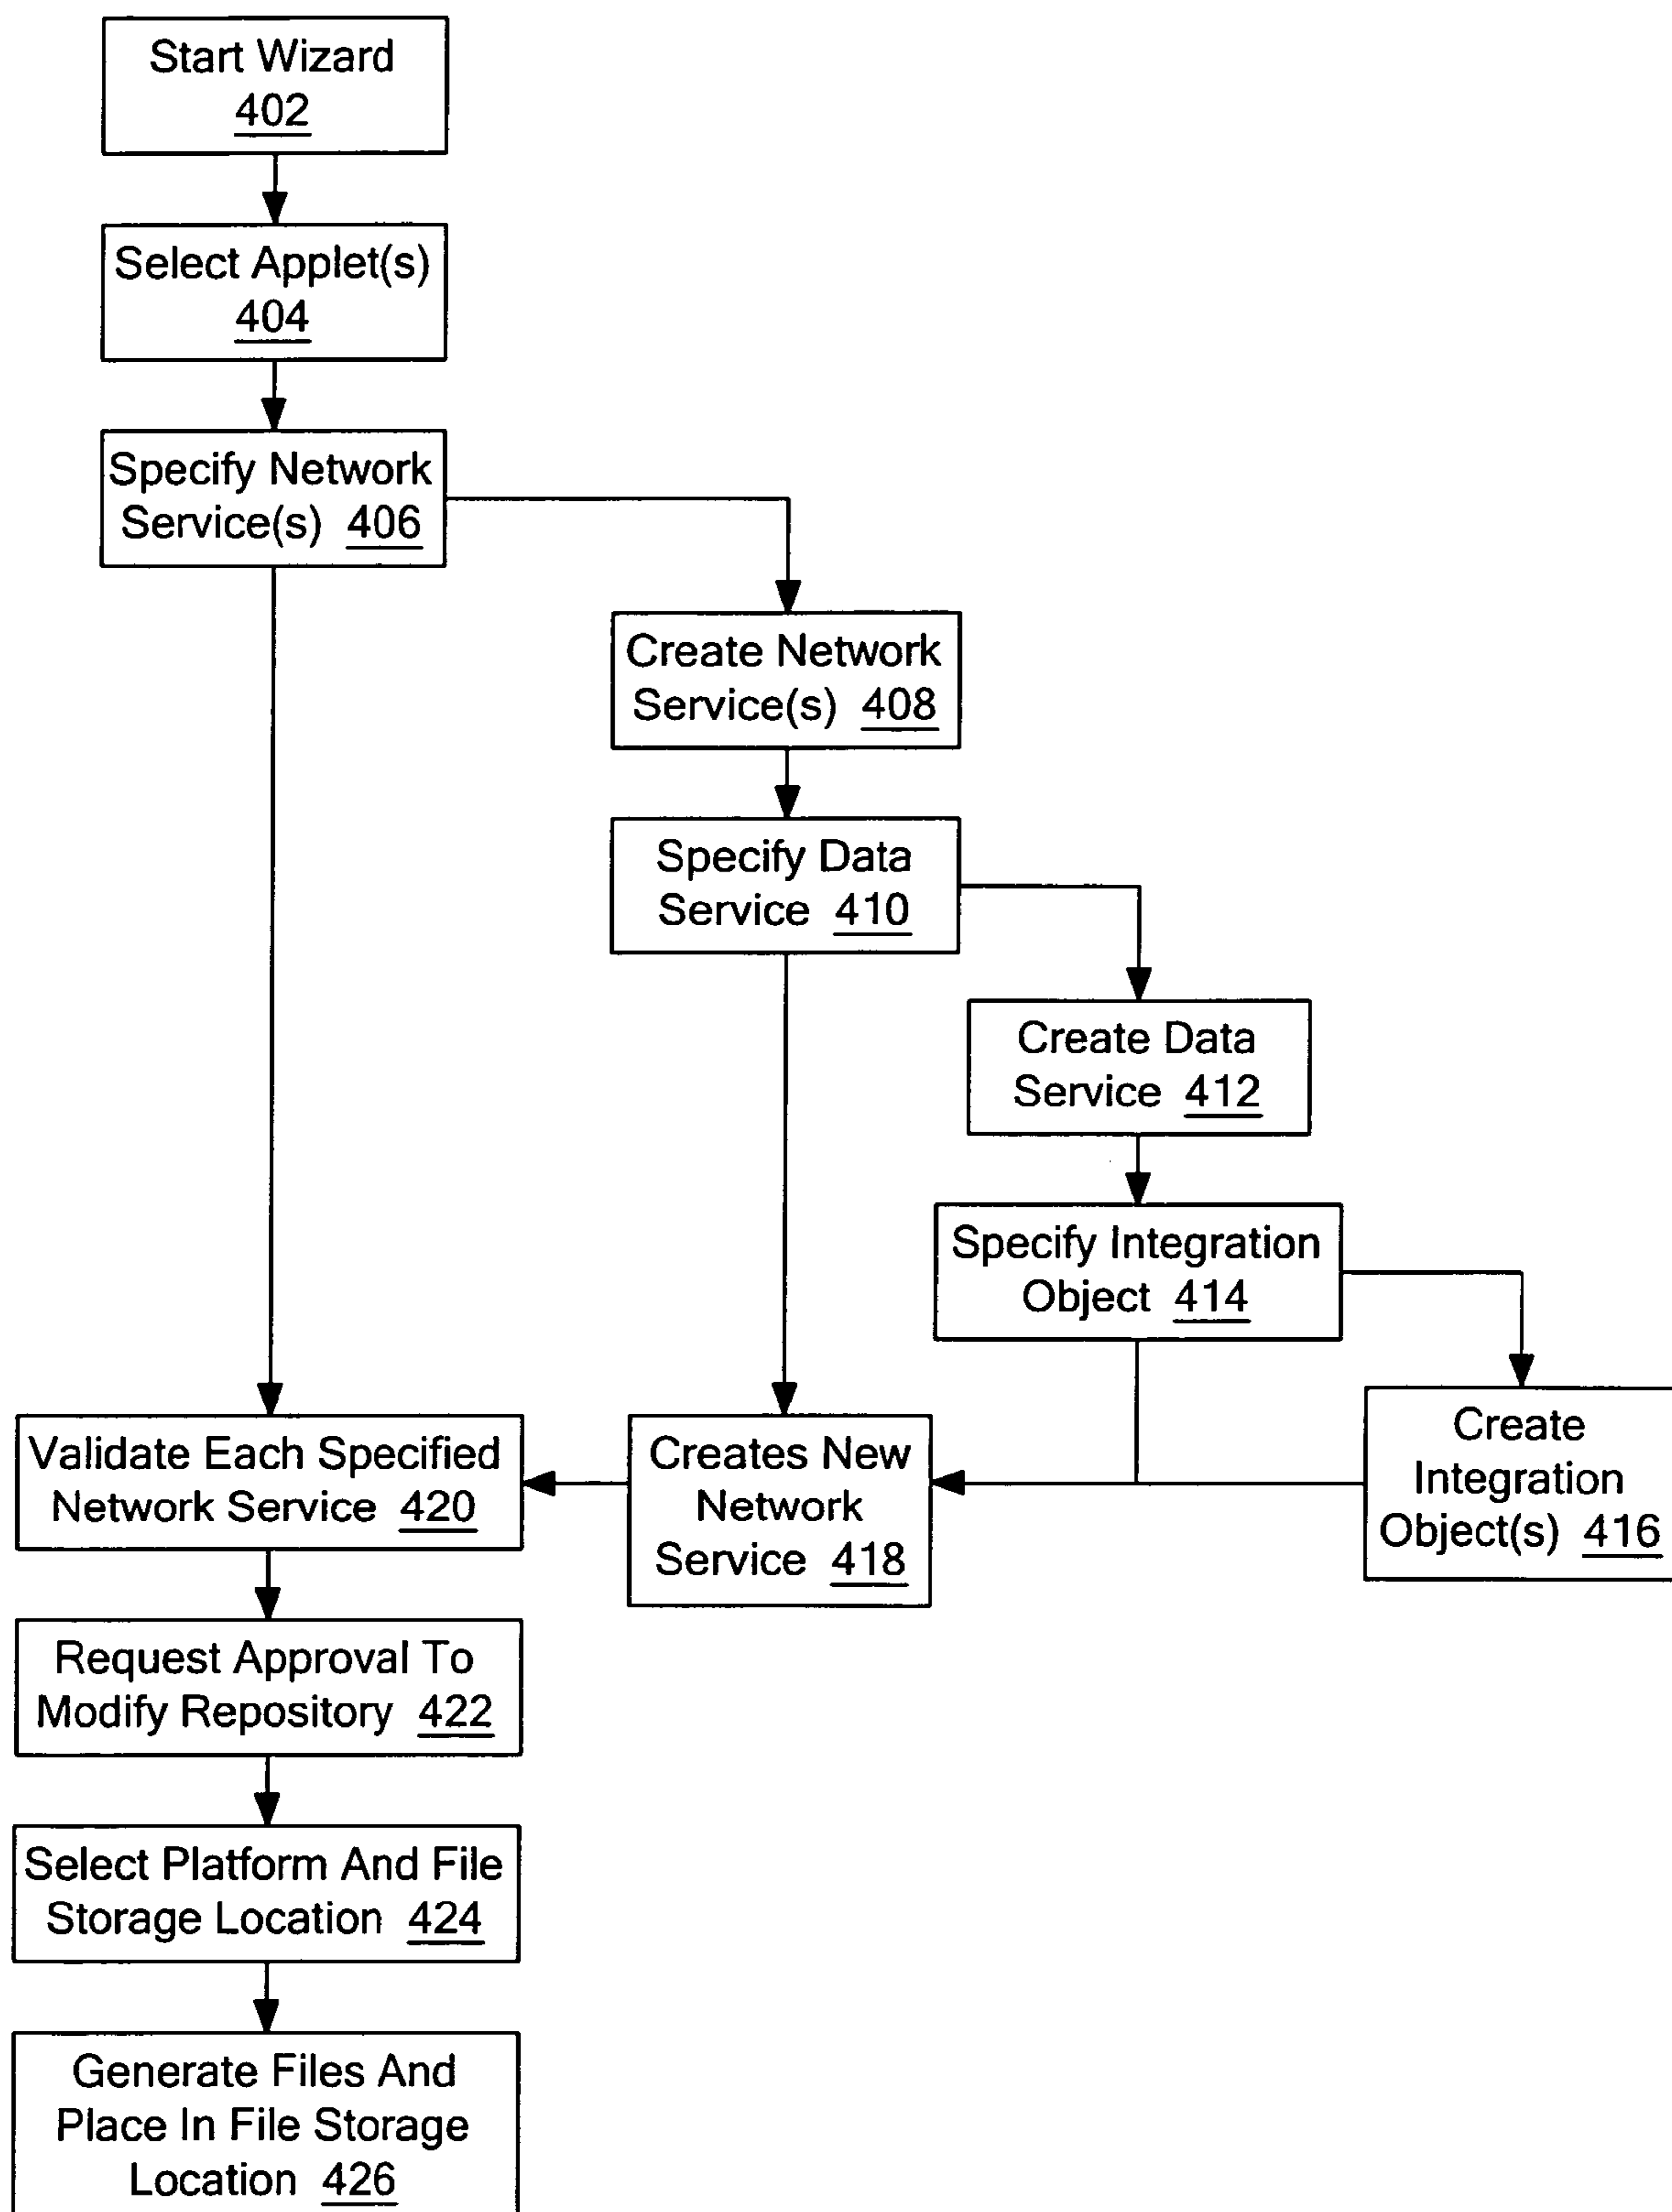 Start Wizard
402
Select Applet(s)
404
Specify Network
Service(s) 406
Create Network
Service(s) 408
Specify Data
Service 410
Create Data
Service 412
Specify Integration
Object 414
Create
Integration
Object(s) 416
Creates New
Network
Service 418
Validate Each Specified
Network Service 420
Request Approval To
Modify Repository 422
Select Platform And File
Storage Location 424
Generate Files And
Place In File Storage
Location 426